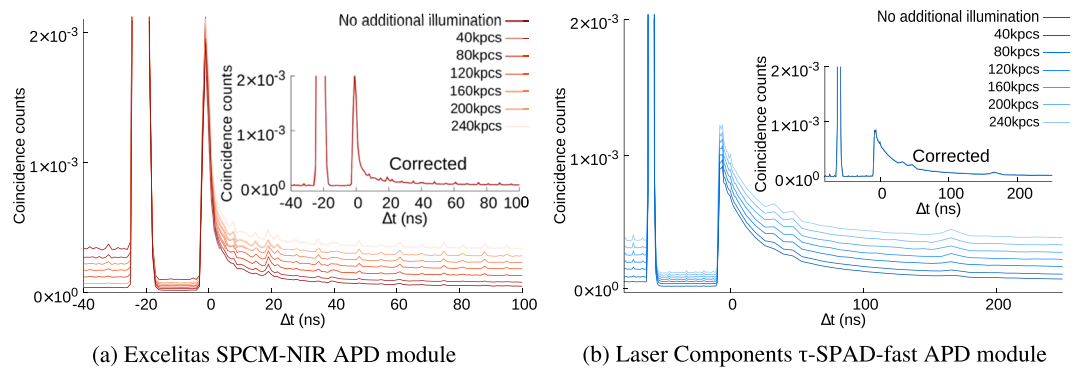 No additional illumination
40kpcs
80kpcs
120kpcs
160kpcs
200kpcs
240kpcs
2×10⁻³
1×10⁻³
0×10⁰
Coincidence counts
-40
-20
0
20
40
60
80
100
Δt (ns)
2×10⁻³
1×10⁻³
0×10⁰
Coincidence counts
Corrected
-40
-20
0
20
40
60
80
100
Δt (ns)
(a) Excelitas SPCM-NIR APD module
No additional illumination
40kpcs
80kpcs
120kpcs
160kpcs
200kpcs
240kpcs
2×10⁻³
1×10⁻³
0×10⁰
Coincidence counts
0
100
200
Δt (ns)
2×10⁻³
1×10⁻³
0×10⁰
Coincidence counts
Corrected
0
100
200
Δt (ns)
(b) Laser Components τ-SPAD-fast APD module